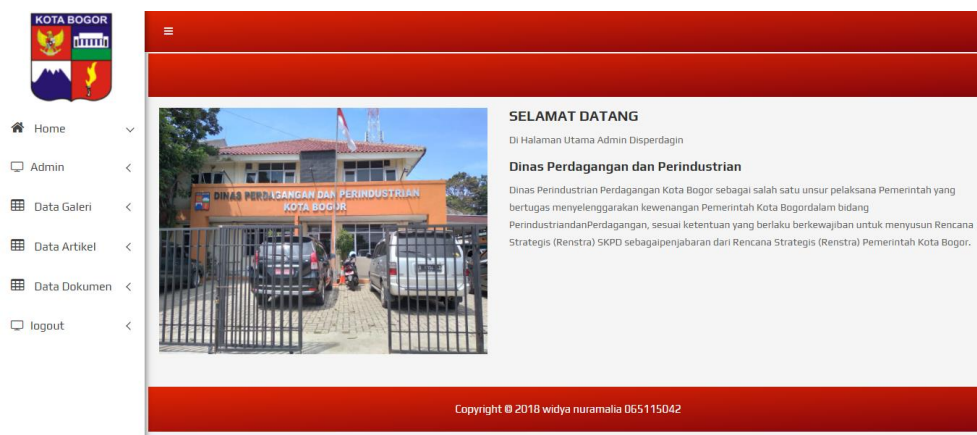 KOTA BOGOR
Home
Admin
Data Galeri
Data Artikel
Data Dokumen
logout
DINAS PERDAGANGAN DAN PERINDUSTRIAN
KOTA BOGOR
SELAMAT DATANG
Di Halaman Utama Admin Disperdagin
Dinas Perdagangan dan Perindustrian
Dinas Perindustrian Perdagangan Kota Bogor sebagai salah satu unsur pelaksana Pemerintah yang
bertugas menyelenggarakan kewenangan Pemerintah Kota Bogordalam bidang
PerindustriandanPerdagangan, sesuai ketentuan yang berlaku berkewajiban untuk menyusun Rencana
Strategis (Renstra) SKPD sebagaipenjabaran dari Rencana Strategis (Renstra) Pemerintah Kota Bogor.
Copyright © 2018 widya nuramalia 065115042